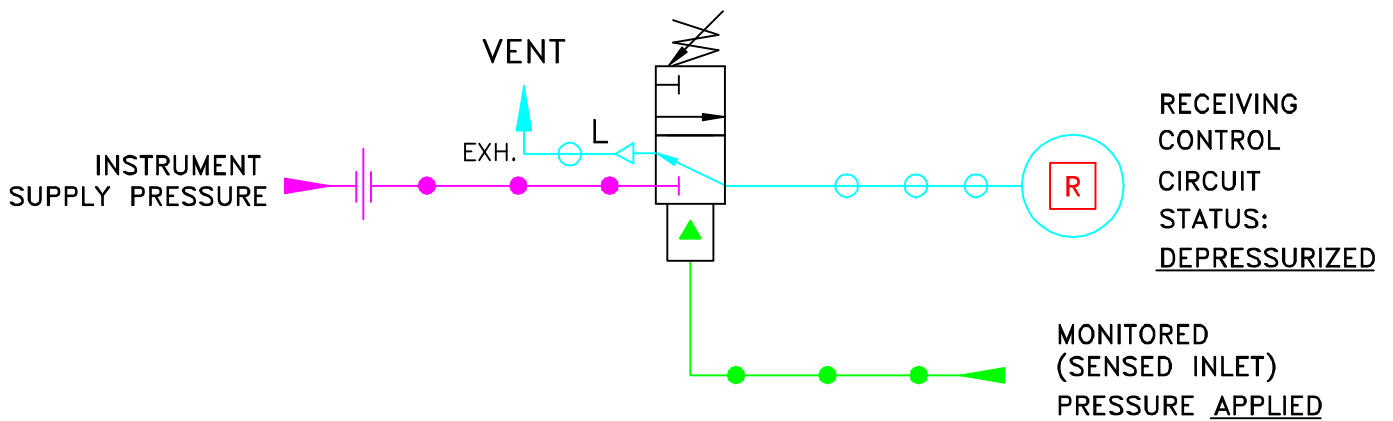 VENT
L
EXH.
INSTRUMENT
SUPPLY PRESSURE
R
RECEIVING
CONTROL
CIRCUIT
STATUS:
DEPRESSURIZED
MONITORED
(SENSED INLET)
PRESSURE APPLIED